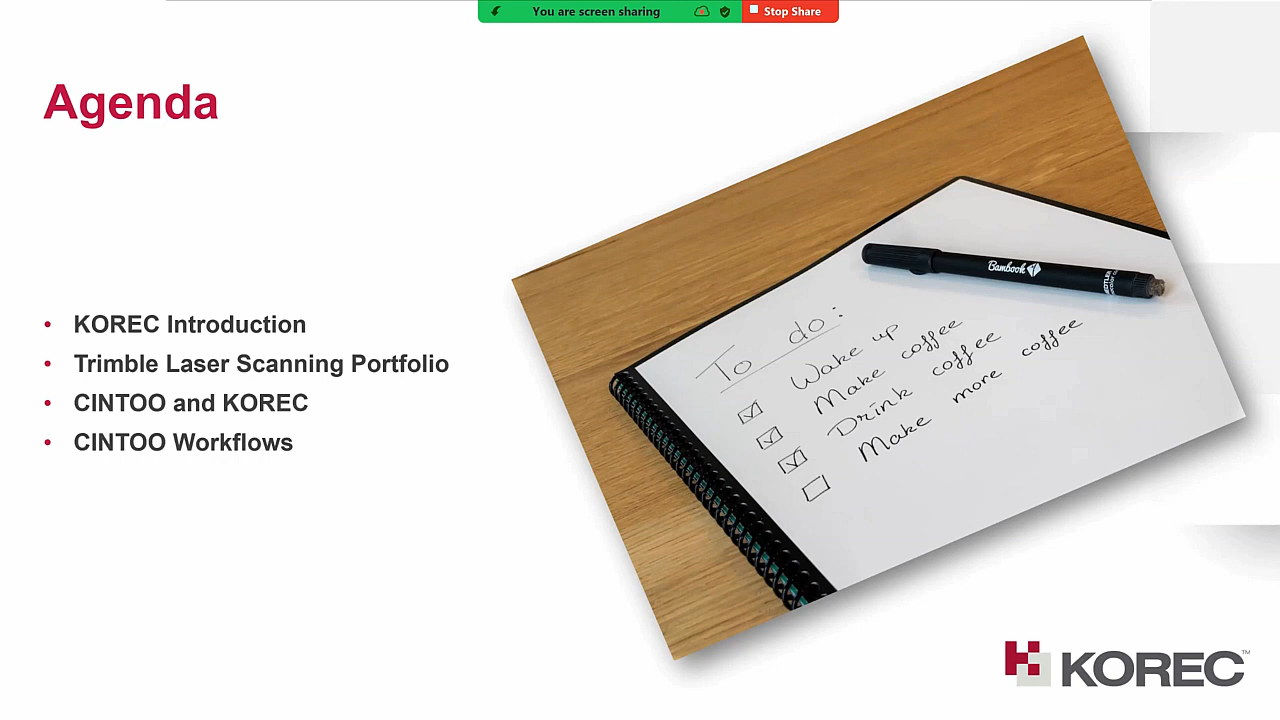 You are screen sharing
Stop Share
Agenda
• KOREC Introduction
• Trimble Laser Scanning Portfolio
• CINTOO and KOREC
• CINTOO Workflows
Bambook
To do:
Wake up
Make coffee
Drink coffee
Make more coffee
KOREC™